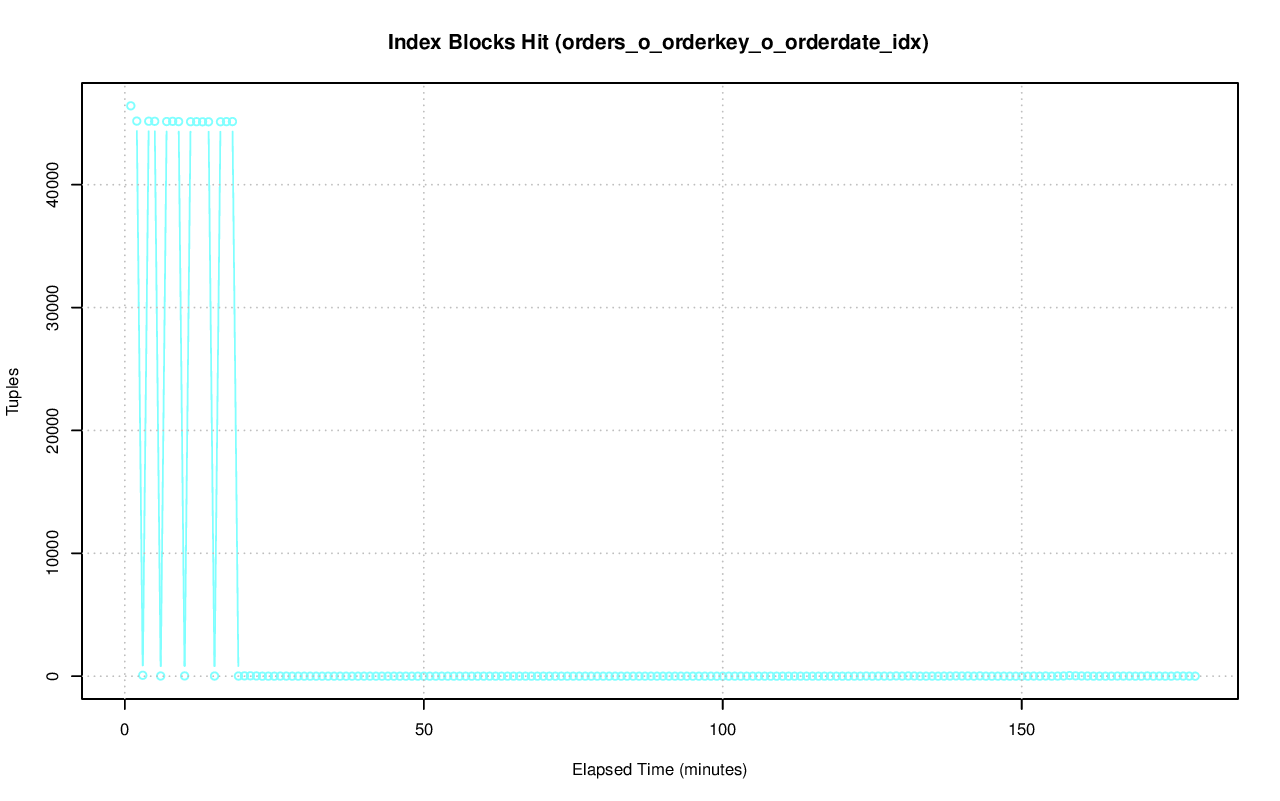 Index Blocks Hit (orders_o_orderkey_o_orderdate_idx)
Tuples
40000
30000
20000
10000
0
0 50 100 150
Elapsed Time (minutes)